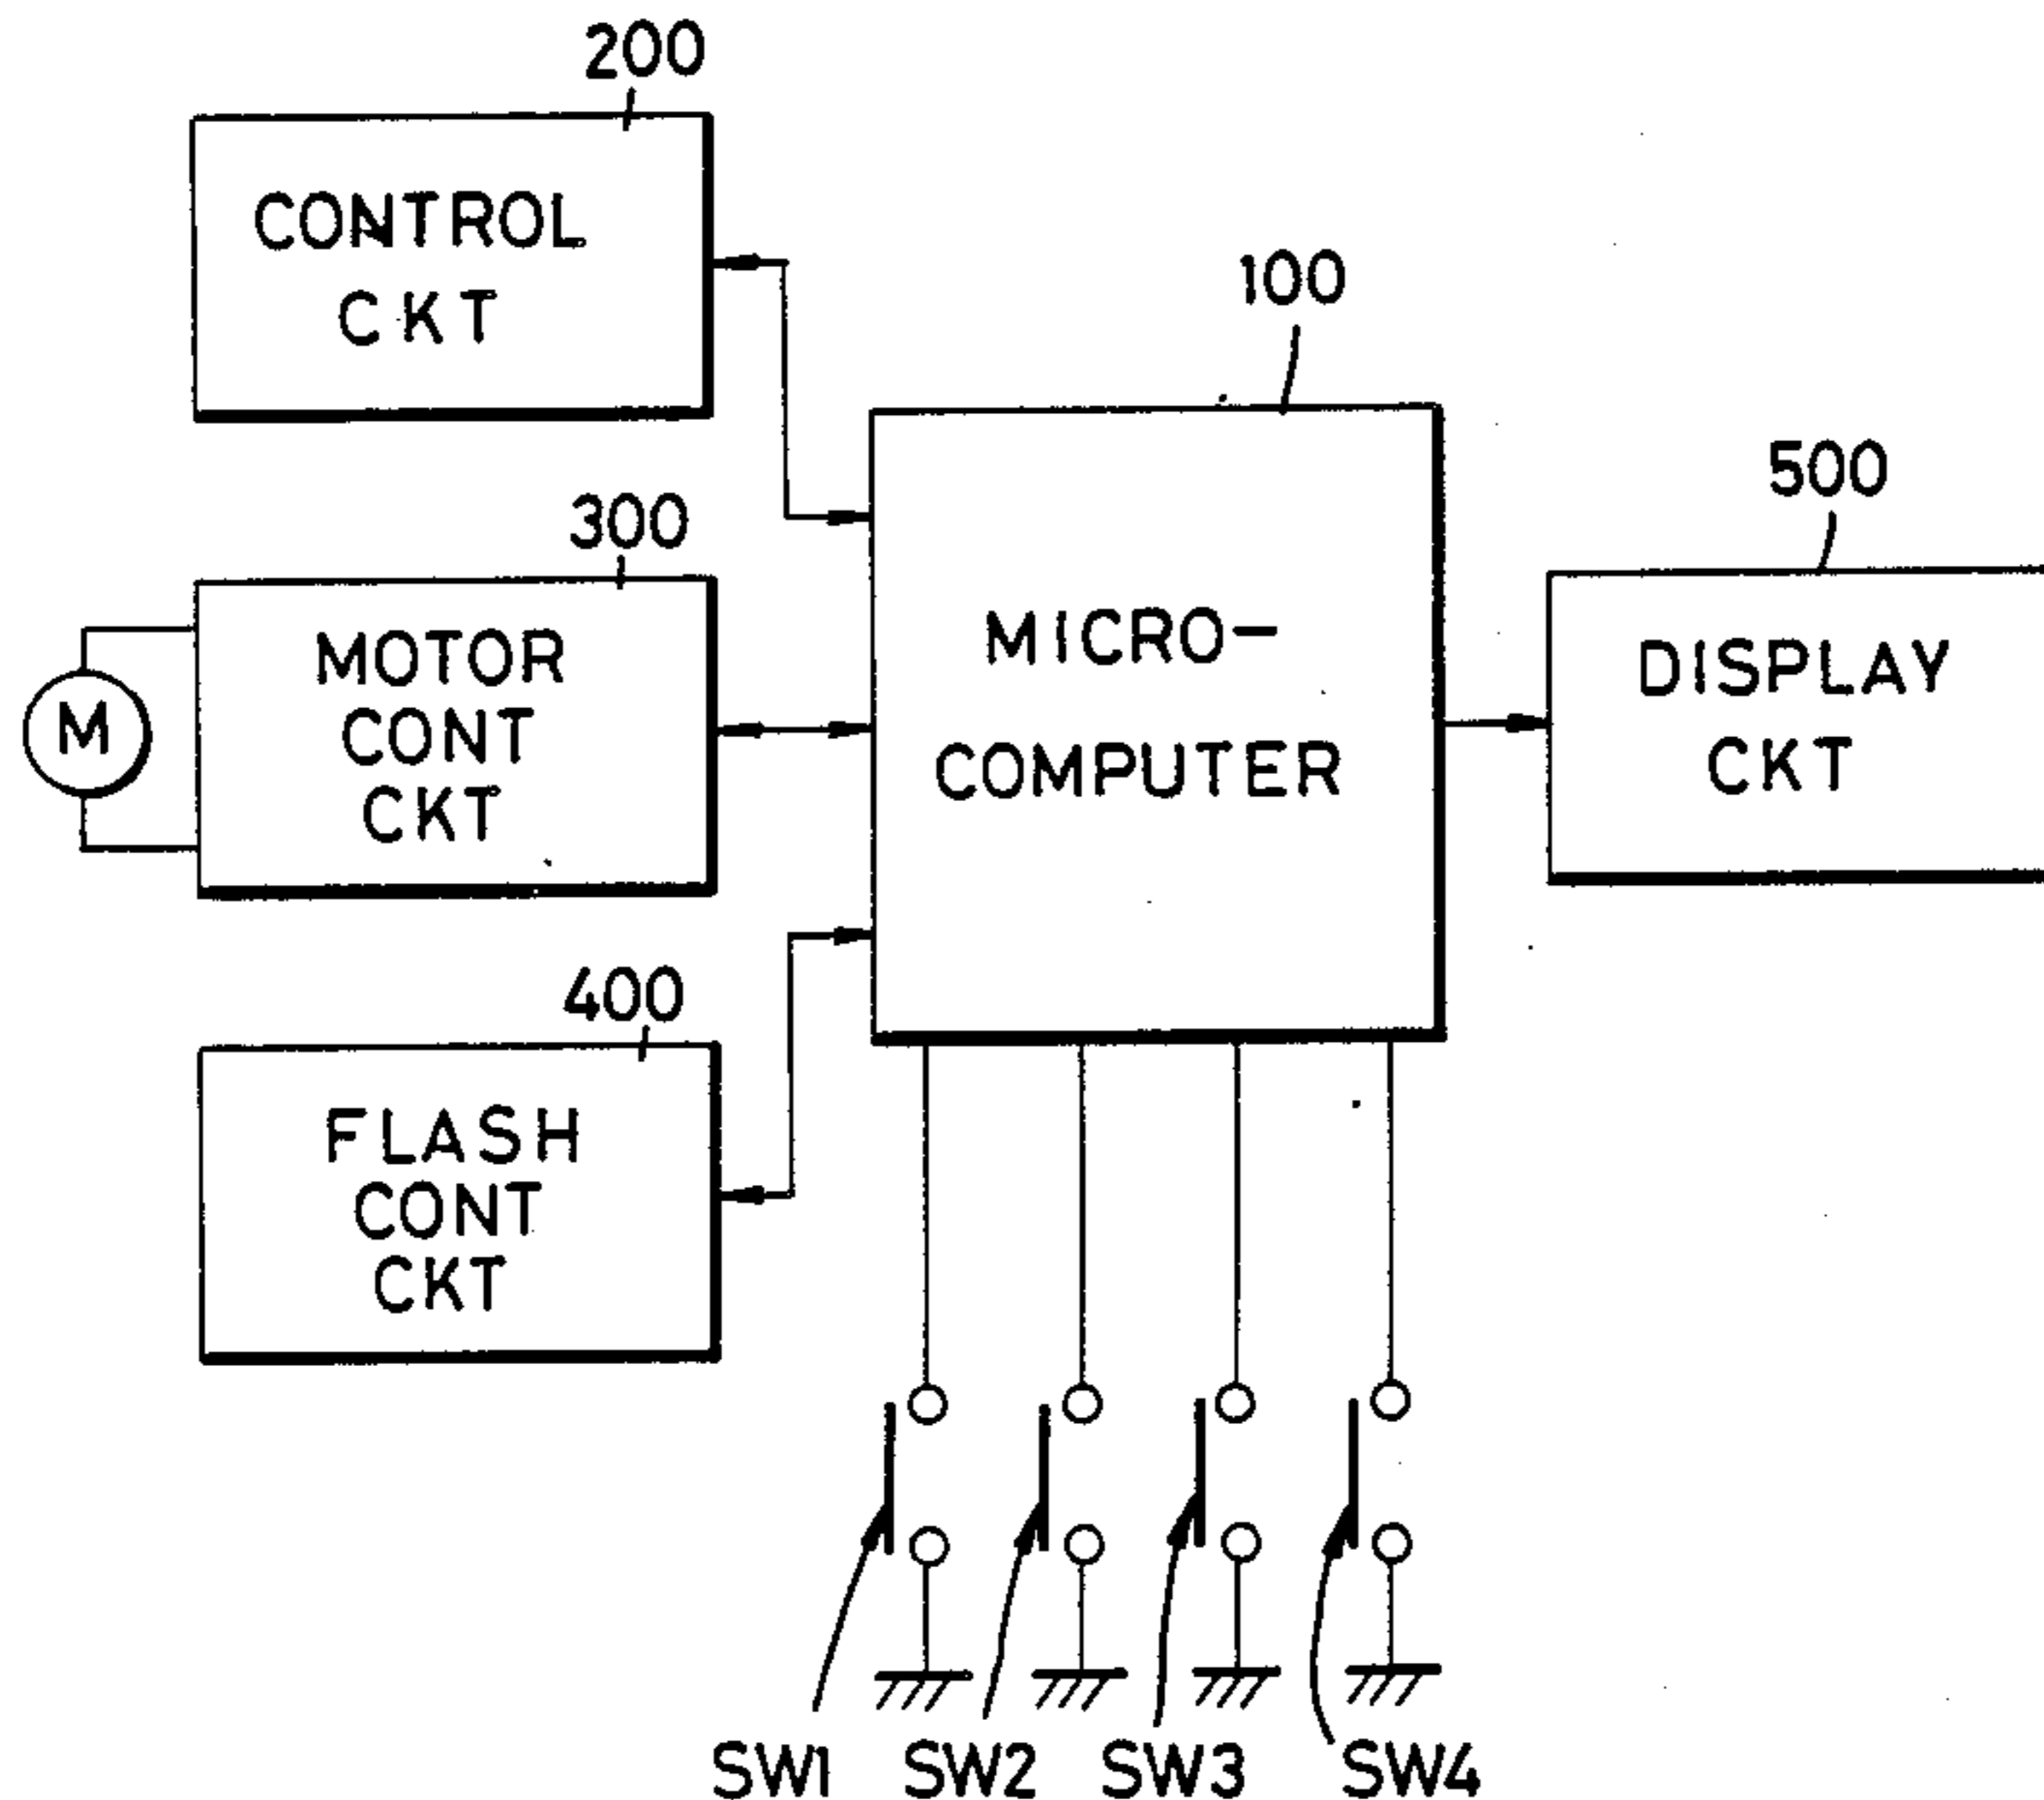 200
CONTROL
CKT
100
MICRO-
COMPUTER
500
DISPLAY
CKT
300
MOTOR
CONT
CKT
M
400
FLASH
CONT
CKT
SW1 SW2 SW3 SW4